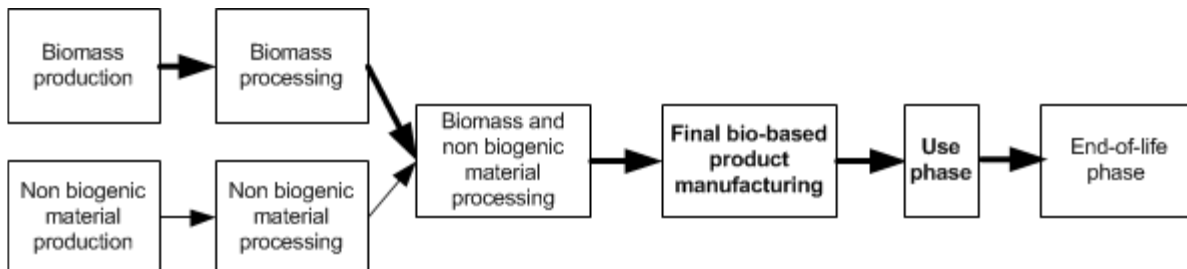 Biomass
production
Biomass
processing
Non biogenic
material
production
Non biogenic
material
processing
Biomass and
non biogenic
material
processing
Final bio-based
product
manufacturing
Use
phase
End-of-life
phase